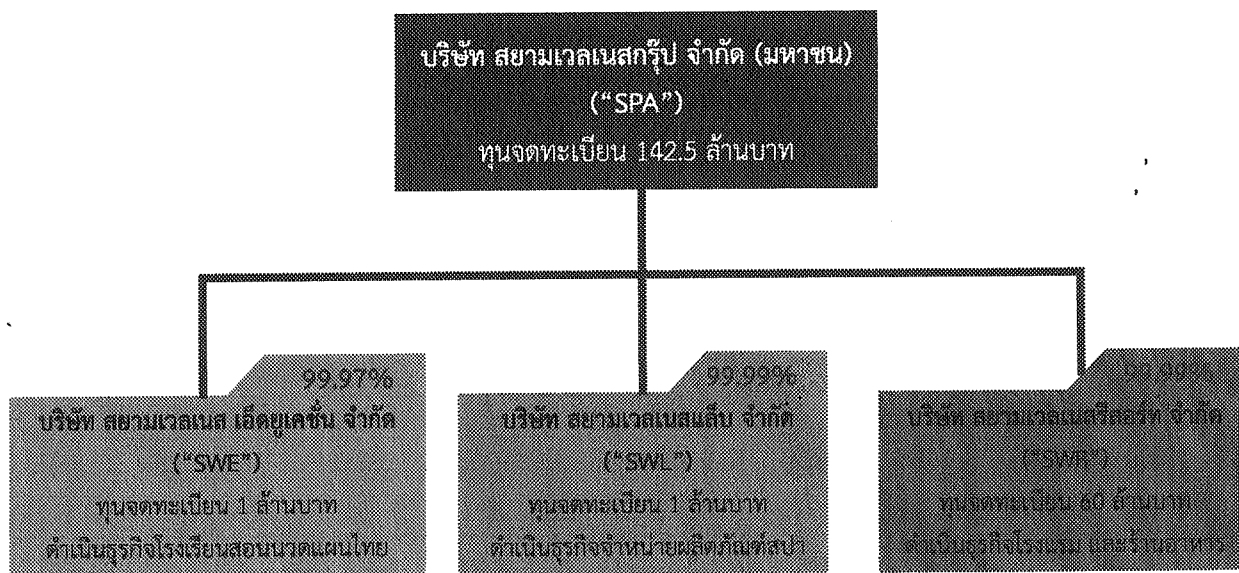 บริษัท สยามเวลเนสกรุ๊ป จำกัด (มหาชน)
(“SPA”)
ทุนจดทะเบียน 142.5 ล้านบาท
99.97%
บริษัท สยามเวลเนส เอ็ดยูเคชั่น จำกัด
(“SWE”)
ทุนจดทะเบียน 1 ล้านบาท
ดำเนินธุรกิจโรงเรียนสอนนวดแผนไทย
99.99%
บริษัท สยามเวลเนสแล็บ จำกัด
(“SWL”)
ทุนจดทะเบียน 1 ล้านบาท
ดำเนินธุรกิจจำหน่ายผลิตภัณฑ์สปา
99.99%
บริษัท สยามเวลเนสรีสอร์ท จำกัด
(“SWR”)
ทุนจดทะเบียน 60 ล้านบาท
ดำเนินธุรกิจโรงแรม และร้านอาหาร